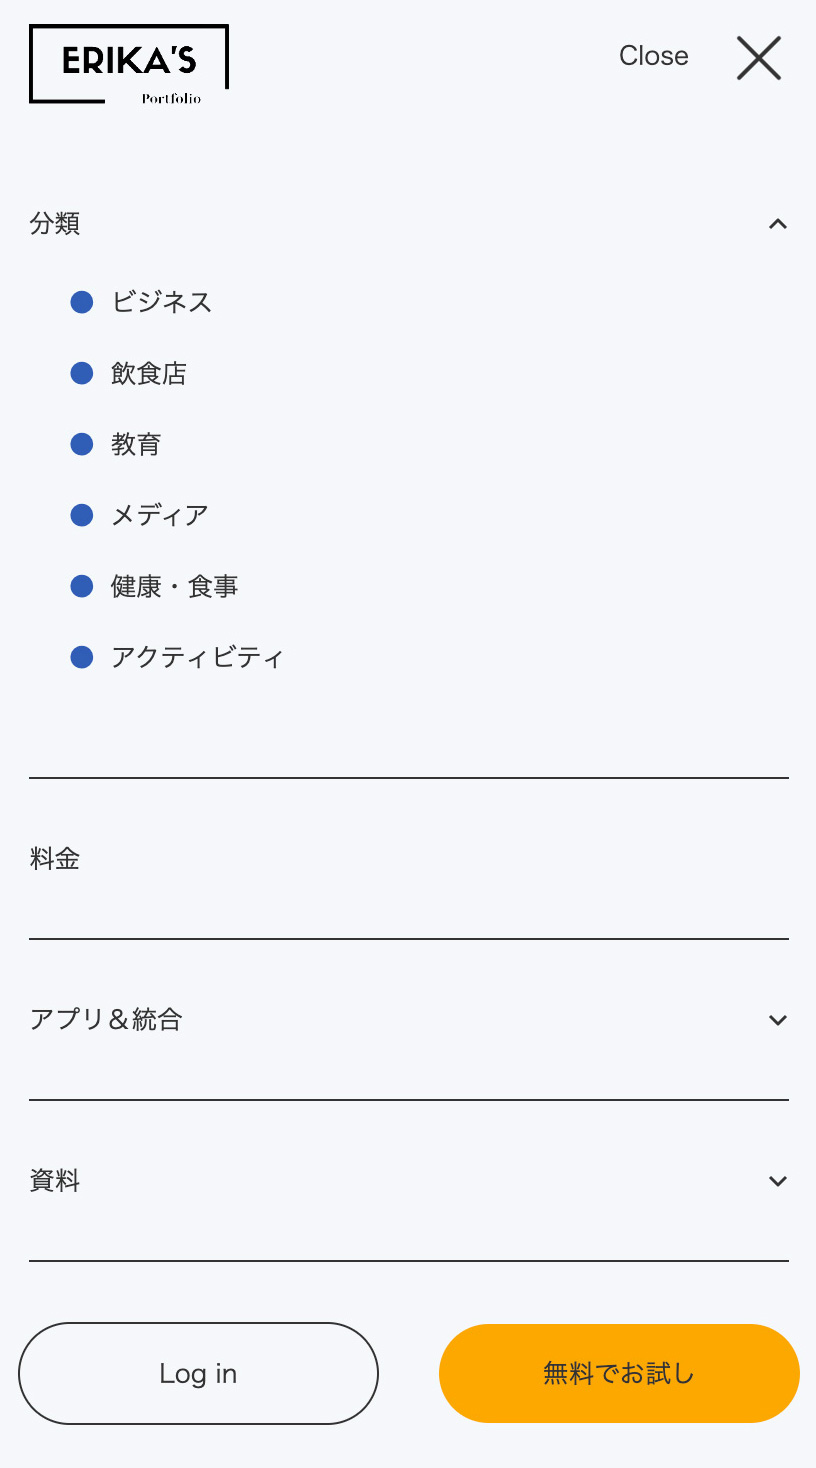 ERIKA'S
Portfolio
Close
分類
ビジネス
飲食店
教育
メディア
健康・食事
アクティビティ
料金
アプリ＆統合
資料
Log in
無料でお試し